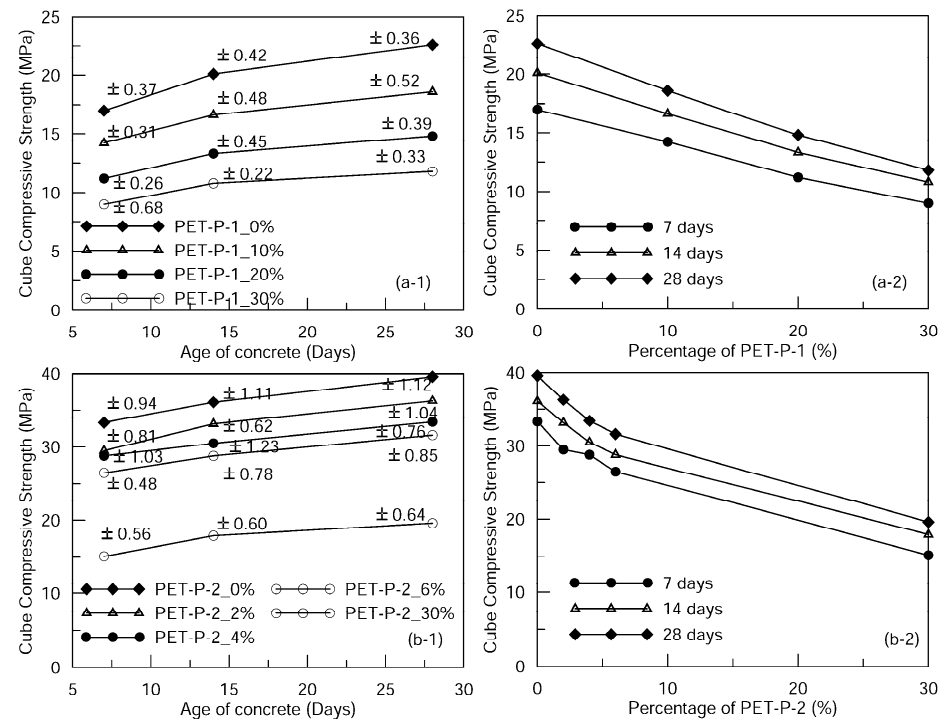 25
20
15
10
5
0
Cube Compressive Strength (MPa)
± 0.37
± 0.42
± 0.36
± 0.31
± 0.48
± 0.52
± 0.26
± 0.45
± 0.39
± 0.68
± 0.22
± 0.33
PET-P-1_0%
PET-P-1_10%
PET-P-1_20%
PET-P-1_30%
(a-1)
5 10 15 20 25 30
Age of concrete (Days)
25
20
15
10
5
0
Cube Compressive Strength (MPa)
7 days
14 days
28 days
(a-2)
0 10 20 30
Percentage of PET-P-1 (%)
40
30
20
10
0
Cube Compressive Strength (MPa)
± 0.94
± 1.11
± 1.12
± 0.81
± 0.62
± 1.04
± 1.03
± 1.23
± 0.76
± 0.48
± 0.78
± 0.85
± 0.56
± 0.60
± 0.64
PET-P-2_0%
PET-P-2_2%
PET-P-2_4%
PET-P-2_6%
PET-P-2_30%
(b-1)
5 10 15 20 25 30
Age of concrete (Days)
40
30
20
10
0
Cube Compressive Strength (MPa)
7 days
14 days
28 days
(b-2)
0 10 20 30
Percentage of PET-P-2 (%)